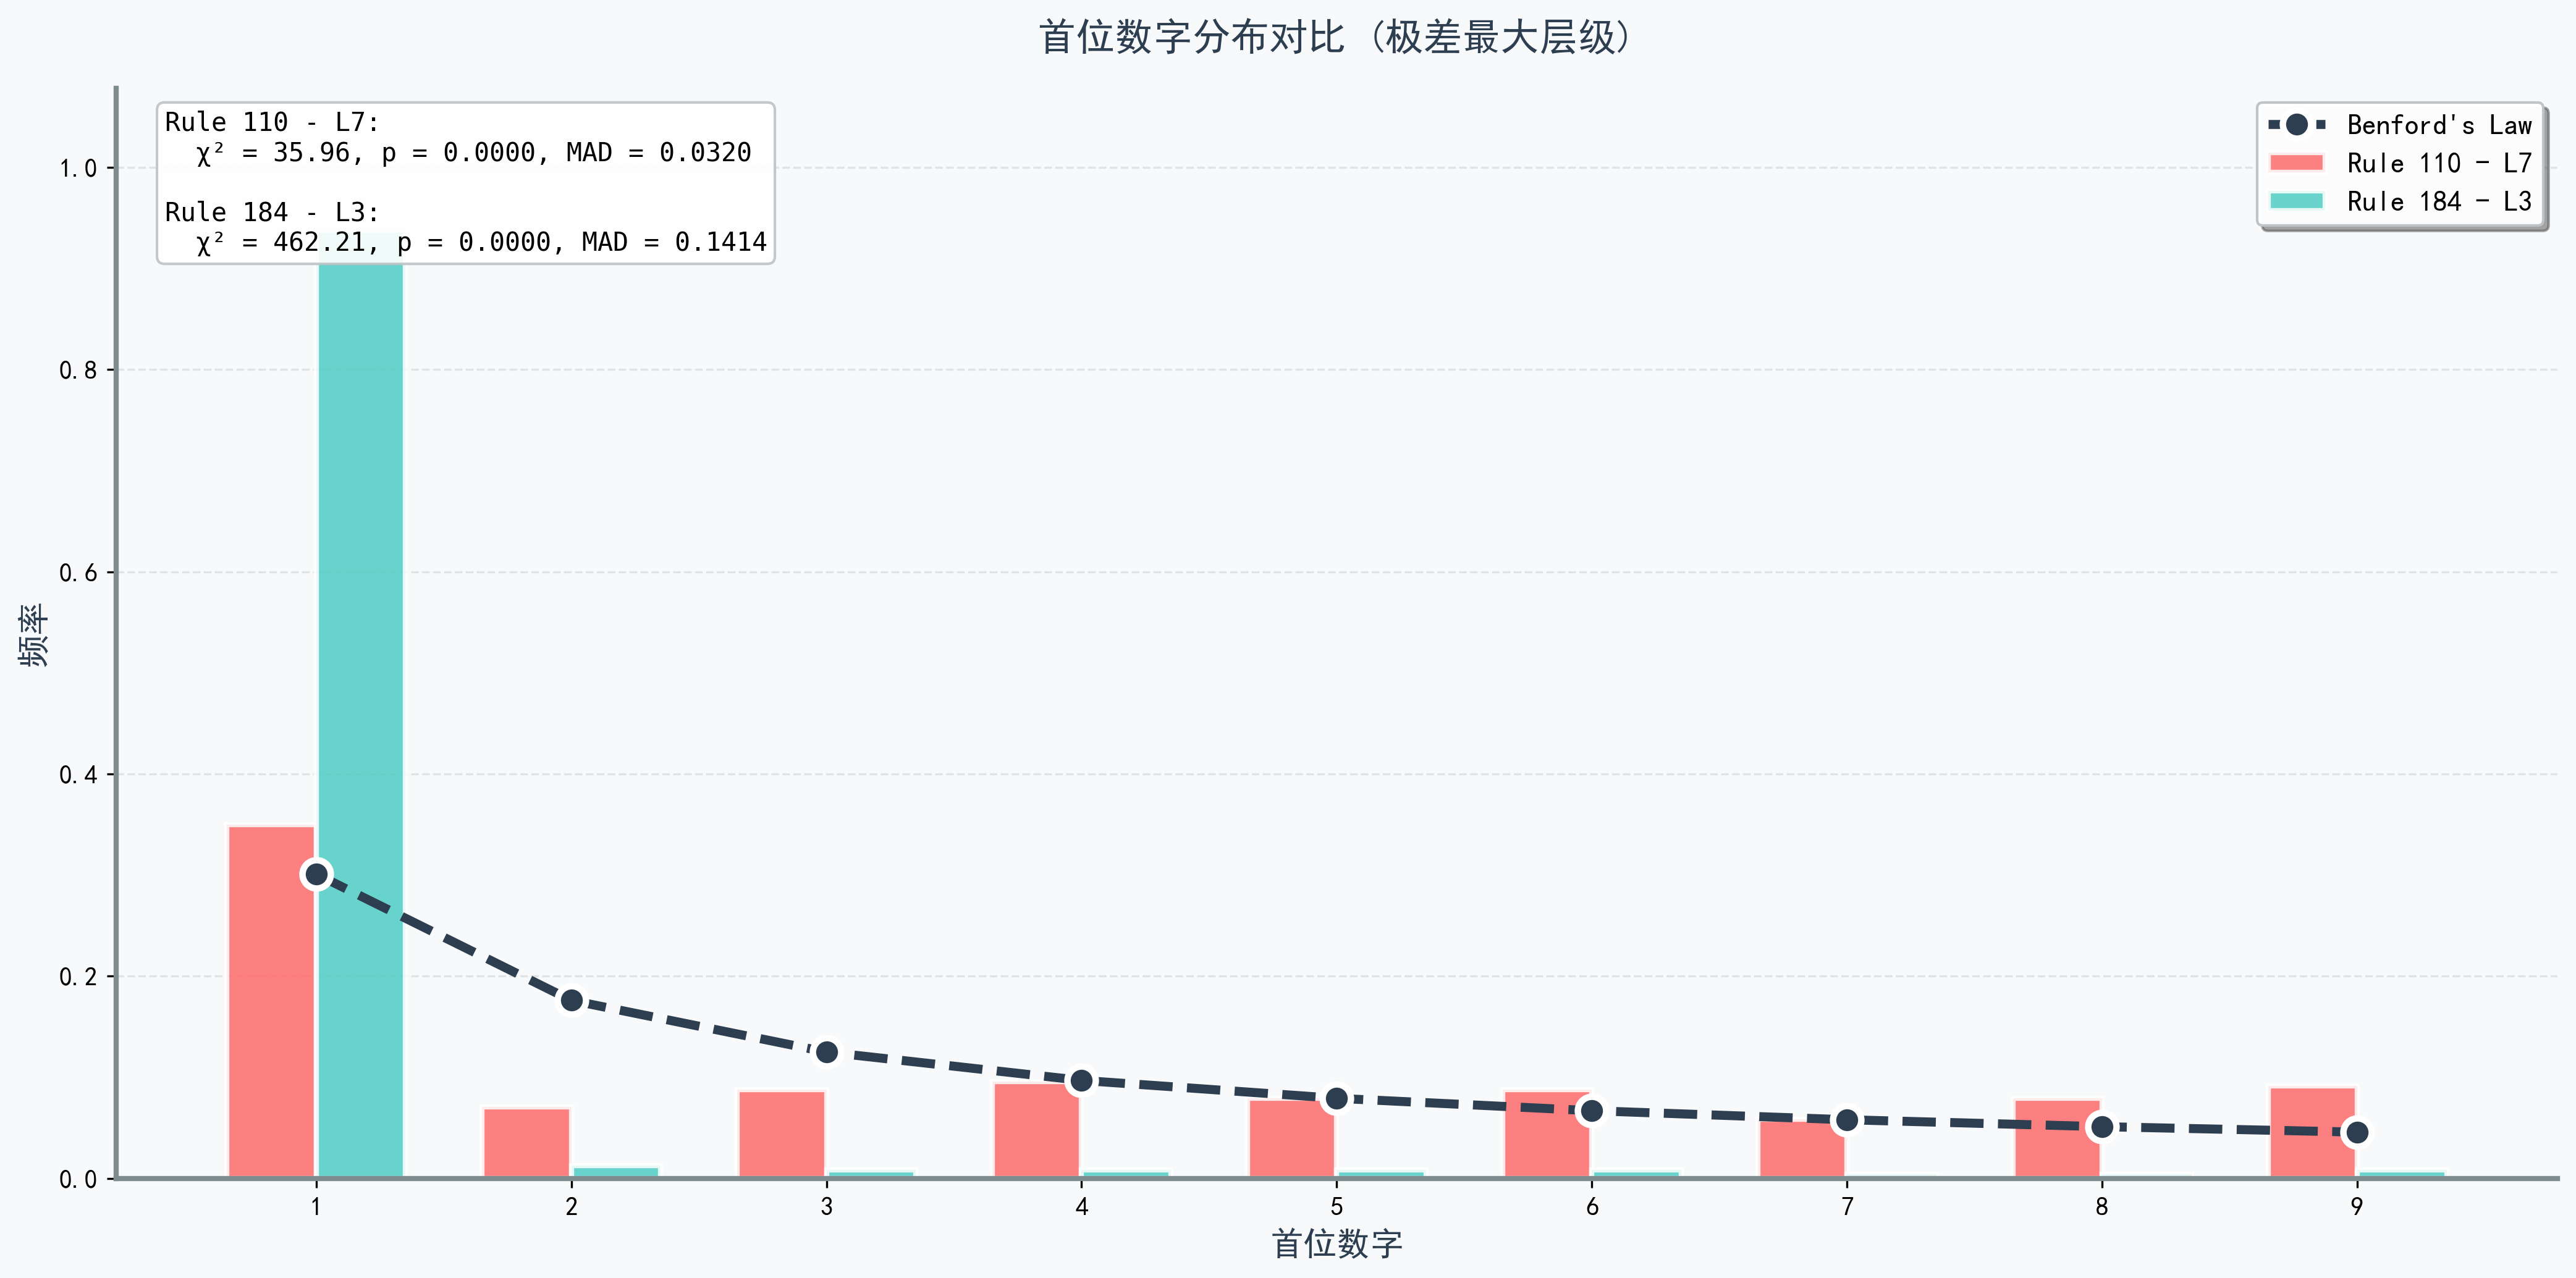 首位数字分布对比 (极差最大层级)
Rule 110 - L7:
χ² = 35.96, p = 0.0000, MAD = 0.0320
Rule 184 - L3:
χ² = 462.21, p = 0.0000, MAD = 0.1414
Benford's Law
Rule 110 - L7
Rule 184 - L3
频率
1.0
0.8
0.6
0.4
0.2
0.0
1 2 3 4 5 6 7 8 9
首位数字